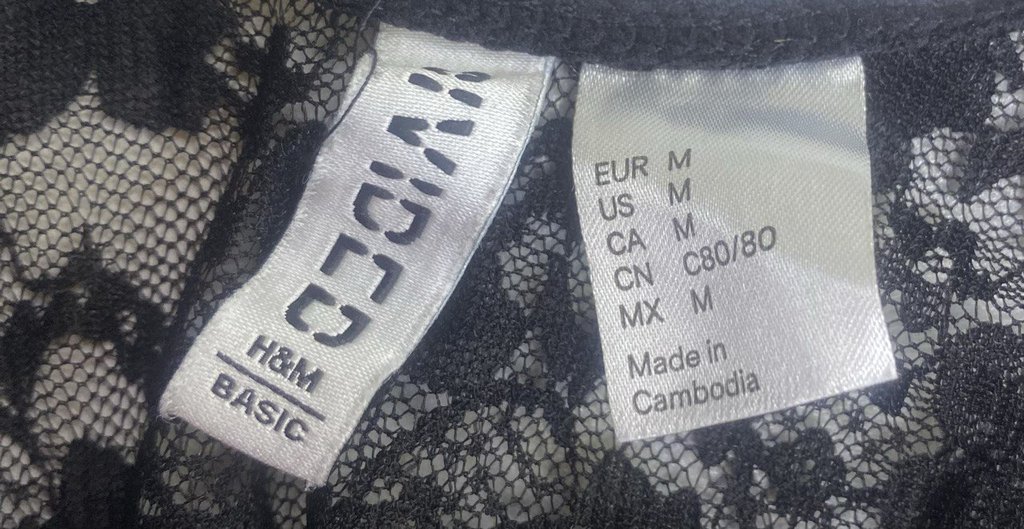 DIVIDED
H&M
BASIC
EUR M
US M
CA M
CN C80/80
MX M
Made in
Cambodia